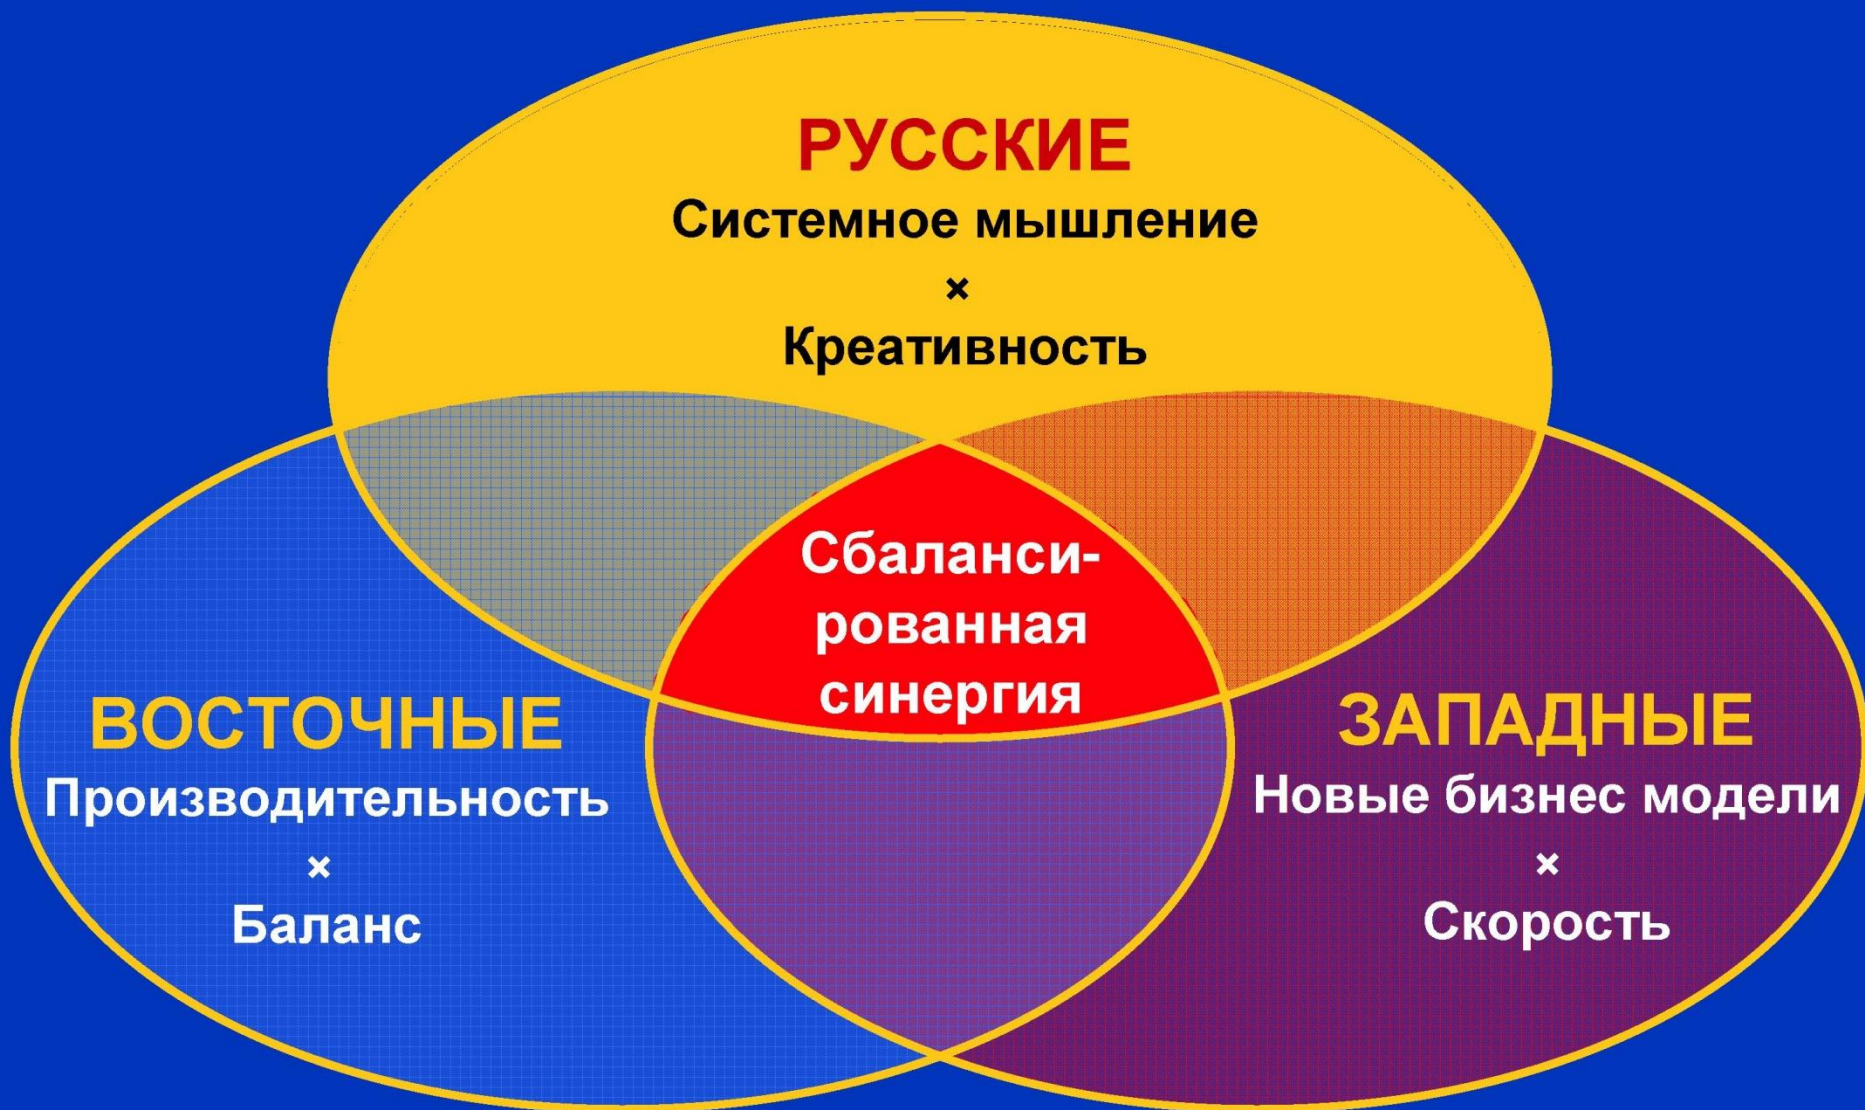 РУССКИЕ
Системное мышление
×
Креативность
Сбаланси-
рованная
синергия
ВОСТОЧНЫЕ
Производительность
×
Баланс
ЗАПАДНЫЕ
Новые бизнес модели
×
Скорость